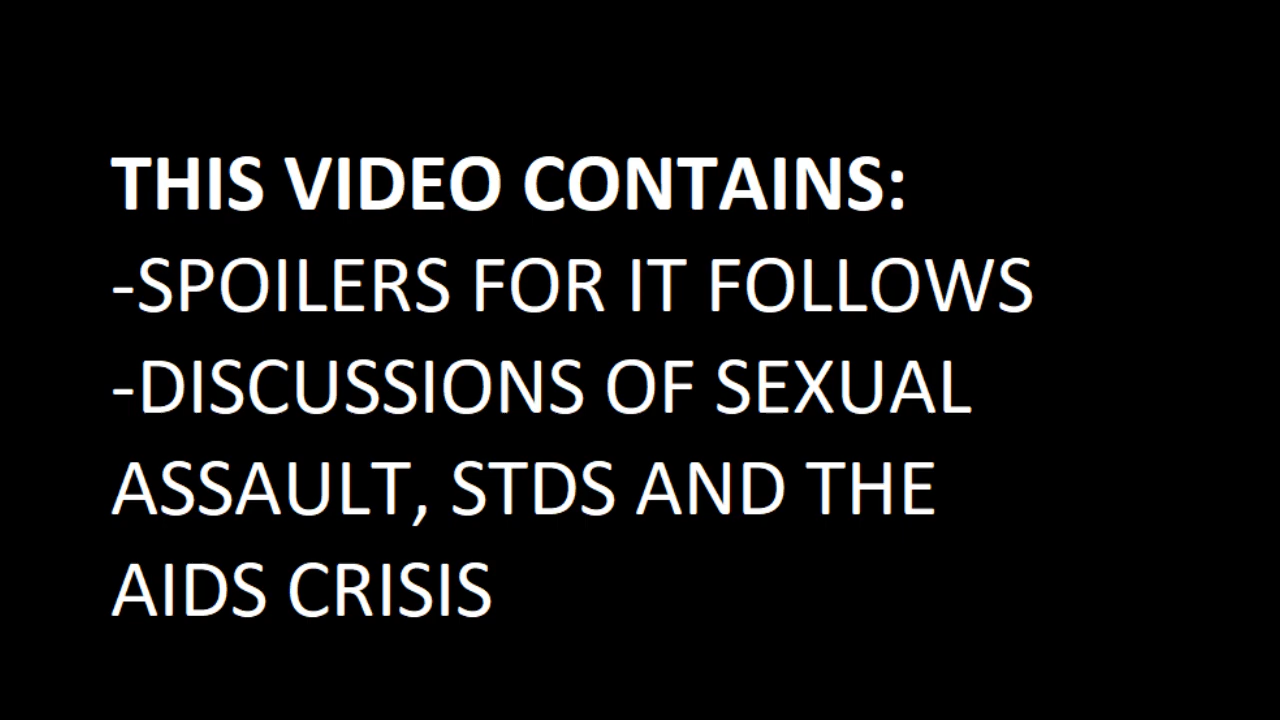 THIS VIDEO CONTAINS:
-SPOILERS FOR IT FOLLOWS
-DISCUSSIONS OF SEXUAL
ASSAULT, STDS AND THE
AIDS CRISIS